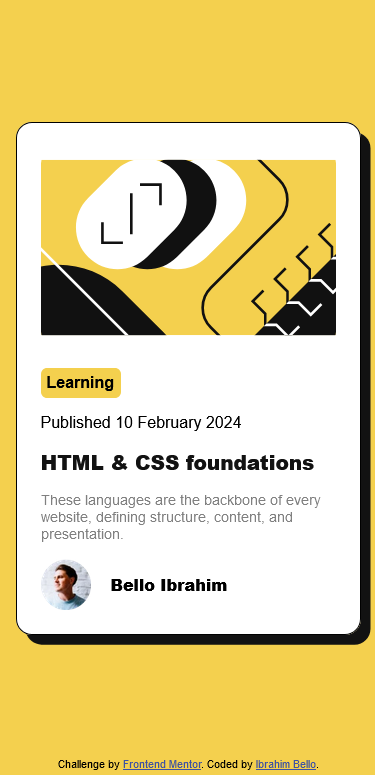 Learning
Published 10 February 2024
HTML & CSS foundations
These languages are the backbone of every
website, defining structure, content, and
presentation.
Bello Ibrahim
Challenge by Frontend Mentor. Coded by Ibrahim Bello.